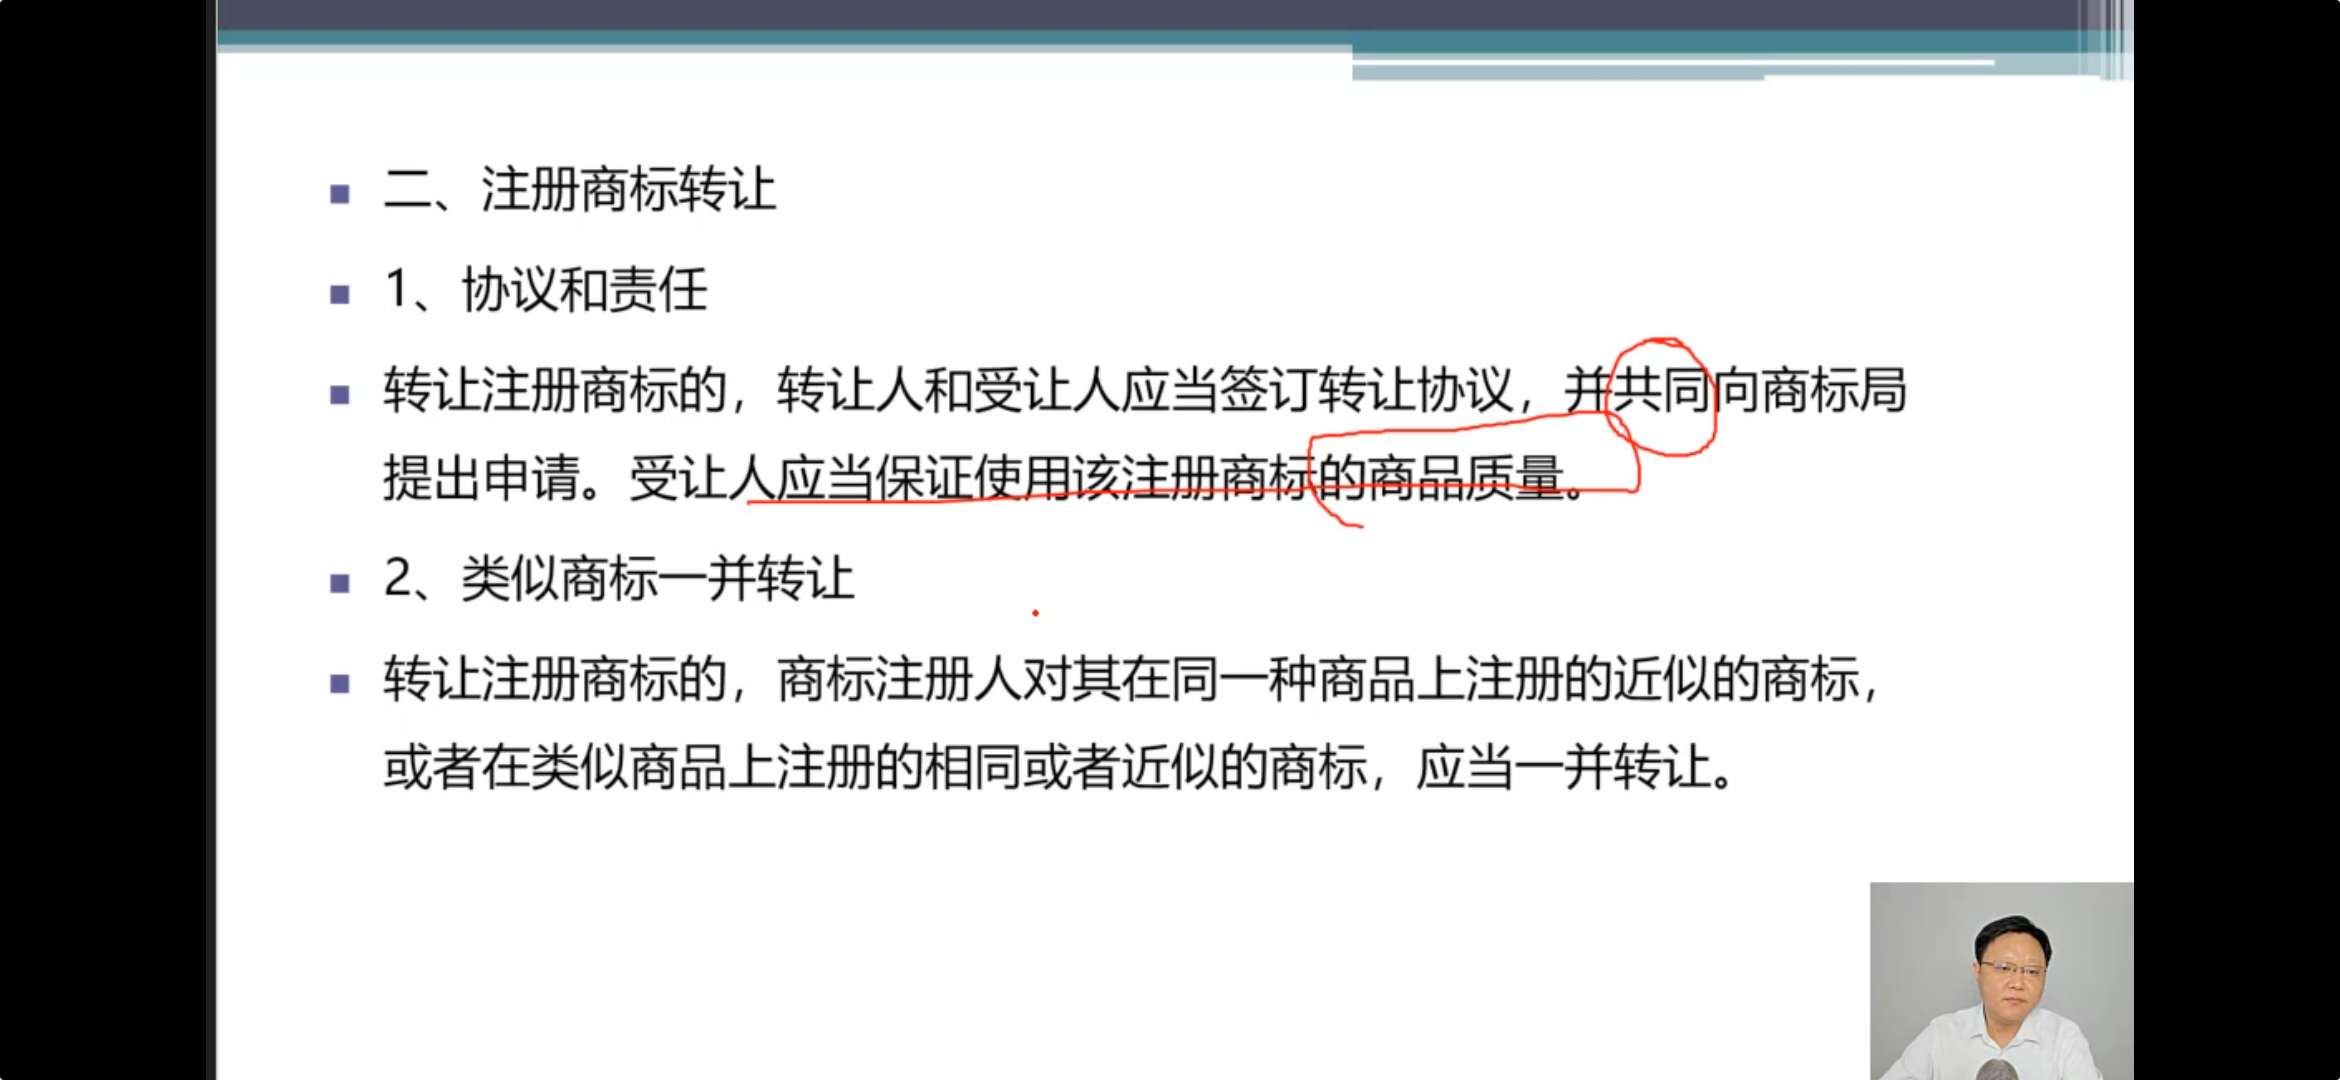 二、注册商标转让
1、协议和责任
转让注册商标的，转让人和受让人应当签订转让协议，并共同向商标局
提出申请。受让人应当保证使用该注册商标的商品质量。
2、类似商标一并转让
转让注册商标的，商标注册人对其在同一种商品上注册的近似的商标，
或者在类似商品上注册的相同或者近似的商标，应当一并转让。